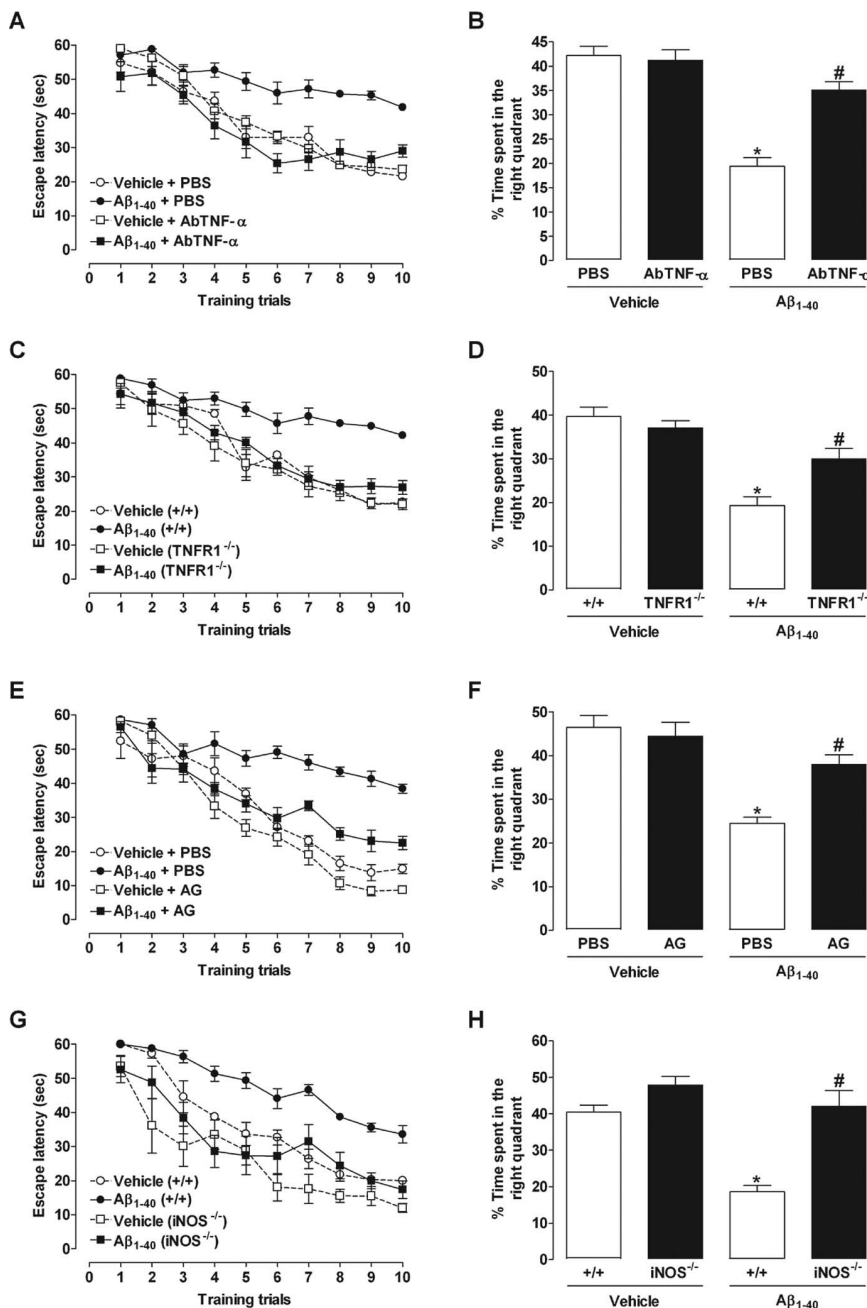 A
Escape latency (sec)
60
50
40
30
20
10
0
Vehicle + PBS
Aβ1-40 + PBS
Vehicle + AbTNF-α
Aβ1-40 + AbTNF-α
0 1 2 3 4 5 6 7 8 9 10
Training trials
B
% Time spent in the
right quadrant
45
40
35
30
25
20
15
10
5
0
*
#
PBS AbTNF-α PBS AbTNF-α
Vehicle Aβ1-40
C
Escape latency (sec)
60
50
40
30
20
10
0
Vehicle (+/+)
Aβ1-40 (+/+)
Vehicle (TNFR1-/-)
Aβ1-40 (TNFR1-/-)
0 1 2 3 4 5 6 7 8 9 10
Training trials
D
% Time spent in the
right quadrant
50
40
30
20
10
0
*
#
+/+ TNFR1-/- +/+ TNFR1-/-
Vehicle Aβ1-40
E
Escape latency (sec)
60
50
40
30
20
10
0
Vehicle + PBS
Aβ1-40 + PBS
Vehicle + AG
Aβ1-40 + AG
0 1 2 3 4 5 6 7 8 9 10
Training trials
F
% Time spent in the
right quadrant
50
40
30
20
10
0
*
#
PBS AG PBS AG
Vehicle Aβ1-40
G
Escape latency (sec)
60
50
40
30
20
10
0
Vehicle (+/+)
Aβ1-40 (+/+)
Vehicle (iNOS-/-)
Aβ1-40 (iNOS-/-)
0 1 2 3 4 5 6 7 8 9 10
Training trials
H
% Time spent in the
right quadrant
60
50
40
30
20
10
0
*
#
+/+ iNOS-/- +/+ iNOS-/-
Vehicle Aβ1-40